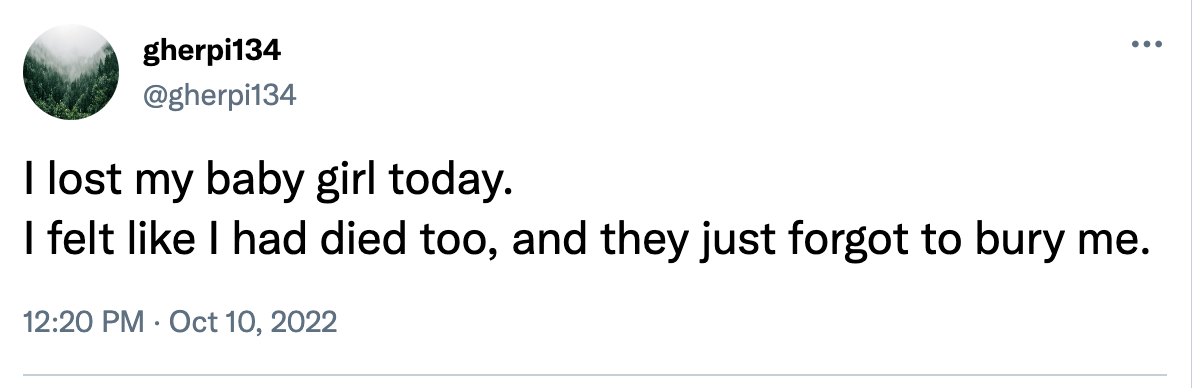 gherpi134
@gherpi134
I lost my baby girl today.
I felt like I had died too, and they just forgot to bury me.
12:20 PM · Oct 10, 2022